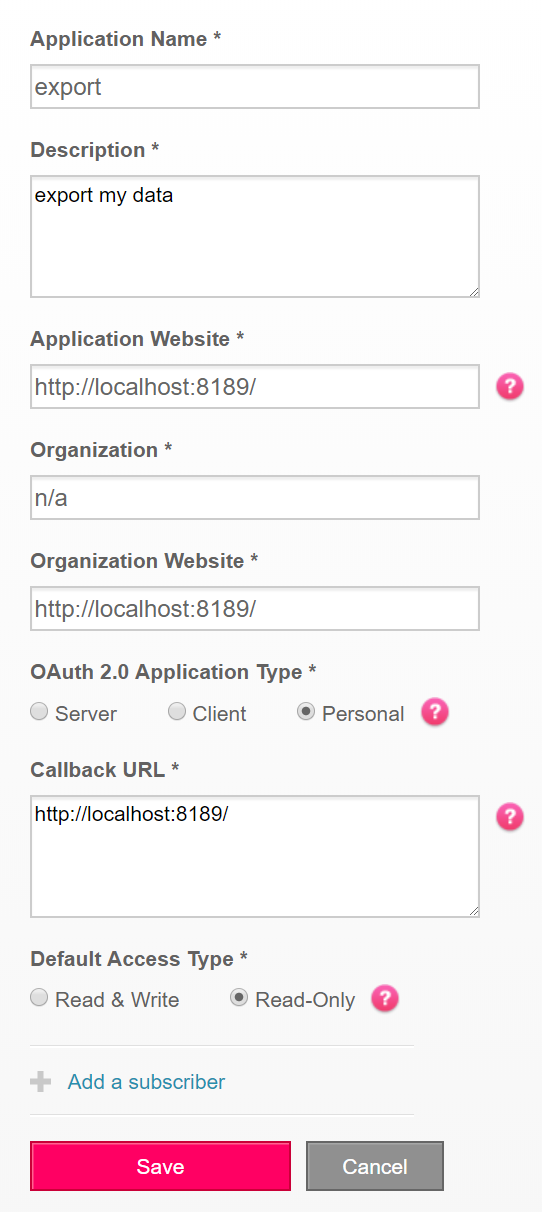 Application Name *
export
Description *
export my data
Application Website *
http://localhost:8189/
?
Organization *
n/a
Organization Website *
http://localhost:8189/
OAuth 2.0 Application Type *
Server Client Personal ?
Callback URL *
http://localhost:8189/
?
Default Access Type *
Read & Write Read-Only ?
Add a subscriber
Save Cancel